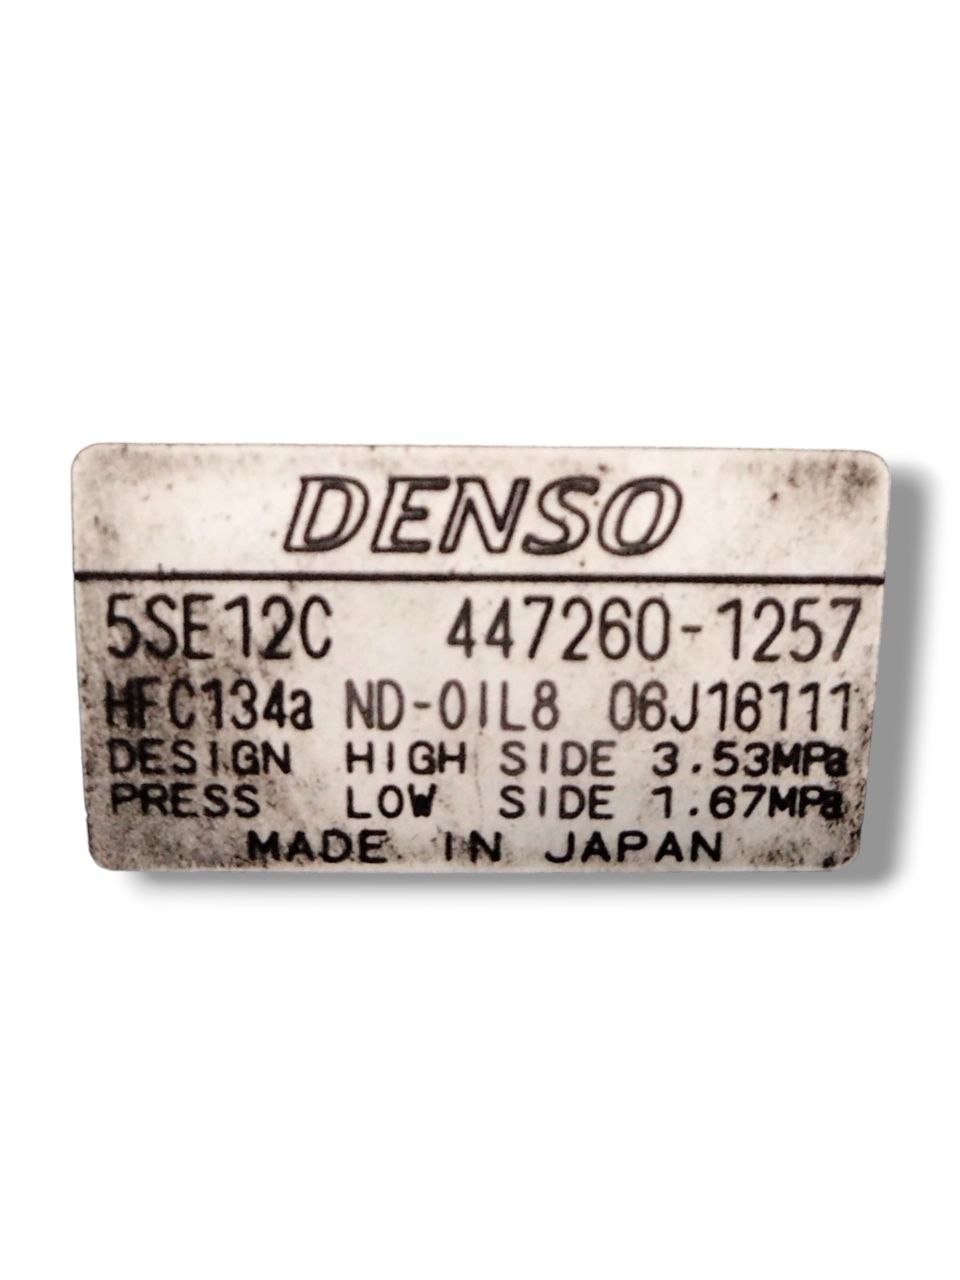 DENSO
5SE12C 447260-1257
HFC134a ND-OIL8 06J16111
DESIGN HIGH SIDE 3.53MPa
PRESS LOW SIDE 1.67MPa
MADE IN JAPAN